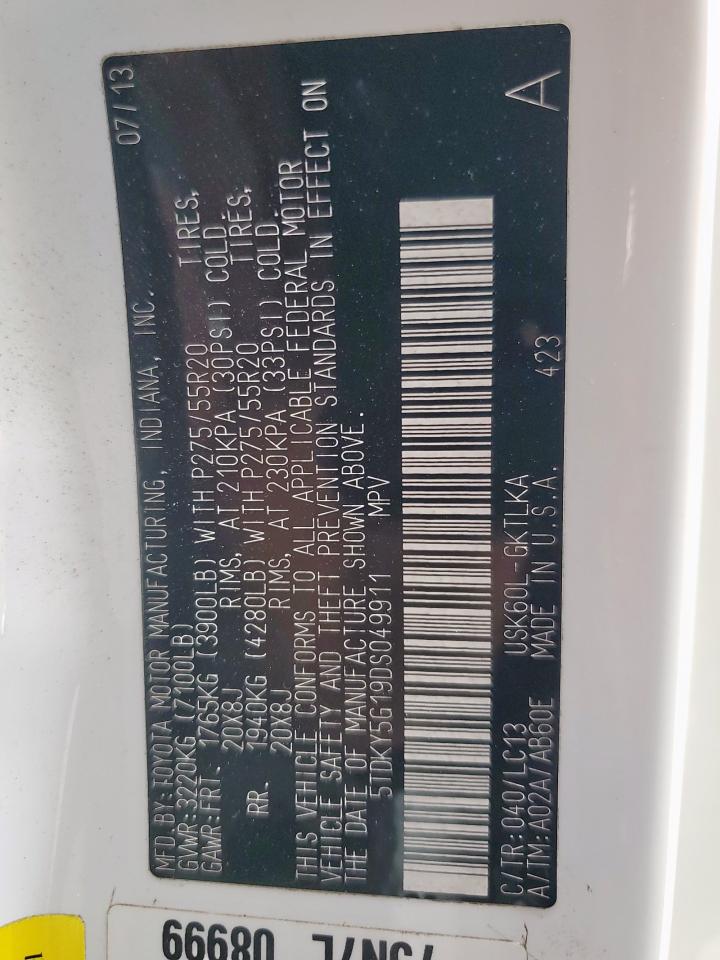 MFD. BY: TOYOTA MOTOR MANUFACTURING, INDIANA, INC. 07/13
GVWR: 3220KG (7100LB)
GAWR: FRT. 1765KG (3900LB) WITH P275/55R20 TIRES,
20X8J RIMS, AT 210KPA (30PSI) COLD.
RR. 1940KG (4280LB) WITH P275/55R20 TIRES,
20X8J RIMS, AT 230KPA (33PSI) COLD.
THIS VEHICLE CONFORMS TO ALL APPLICABLE FEDERAL MOTOR
VEHICLE SAFETY AND THEFT PREVENTION STANDARDS IN EFFECT ON
THE DATE OF MANUFACTURE SHOWN ABOVE.
5TDKY5G19DS049911 MPV
C/TR: 040/LC13 USK60L-GKTLKA A
A/TM: A02A/AB60E MADE IN U.S.A. 423
08999